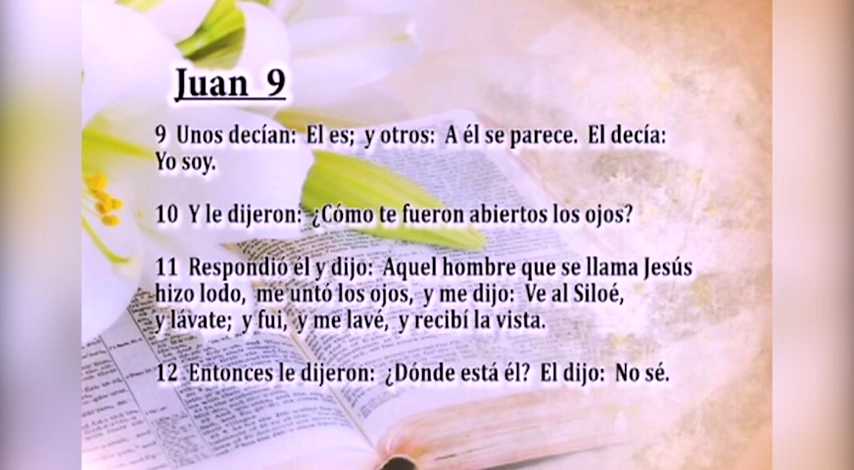 Juan 9
9 Unos decían: El es; y otros: A él se parece. El decía:
Yo soy.
10 Y le dijeron: ¿Cómo te fueron abiertos los ojos?
11 Respondió él y dijo: Aquel hombre que se llama Jesús
hizo lodo, me untó los ojos, y me dijo: Ve al Siloé,
y lávate; y fui, y me lavé, y recibí la vista.
12 Entonces le dijeron: ¿Dónde está él? El dijo: No sé.